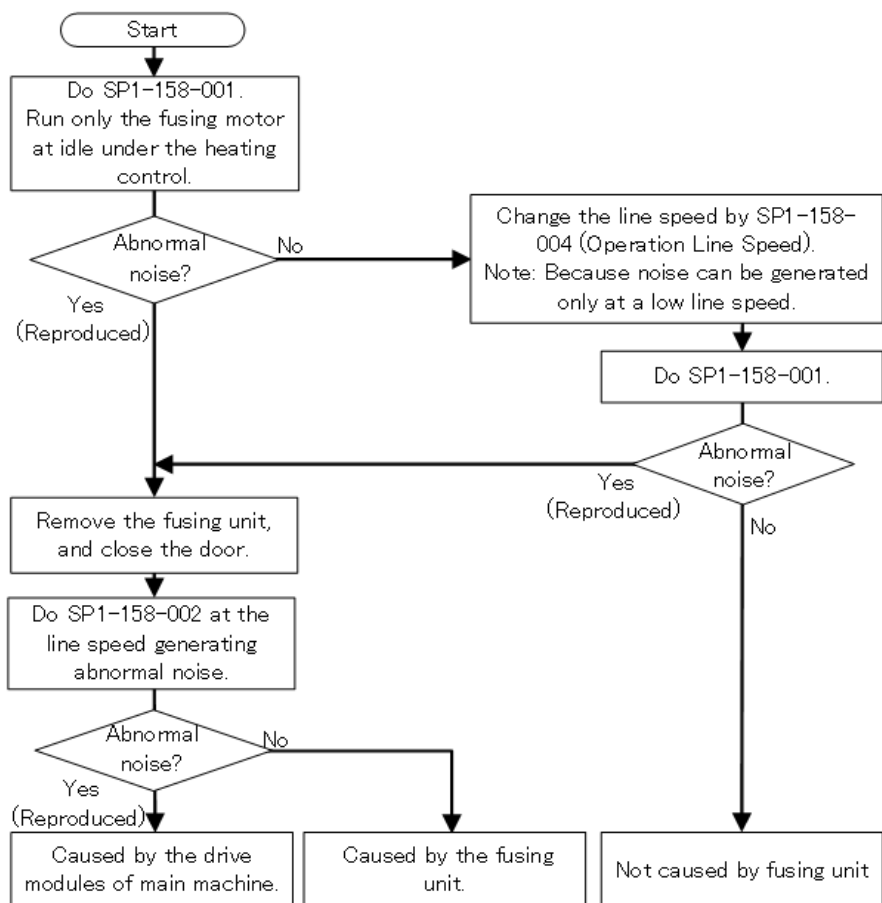 Start
Do SP1-158-001.
Run only the fusing motor
at idle under the heating
control.
Abnormal
noise?
No
Yes
(Reproduced)
Change the line speed by SP1-158-
004 (Operation Line Speed).
Note: Because noise can be generated
only at a low line speed.
Do SP1-158-001.
Abnormal
noise?
Yes
(Reproduced)
No
Remove the fusing unit,
and close the door.
Do SP1-158-002 at the
line speed generating
abnormal noise.
Abnormal
noise?
No
Yes
(Reproduced)
Caused by the drive
modules of main machine.
Caused by the fusing
unit.
Not caused by fusing unit